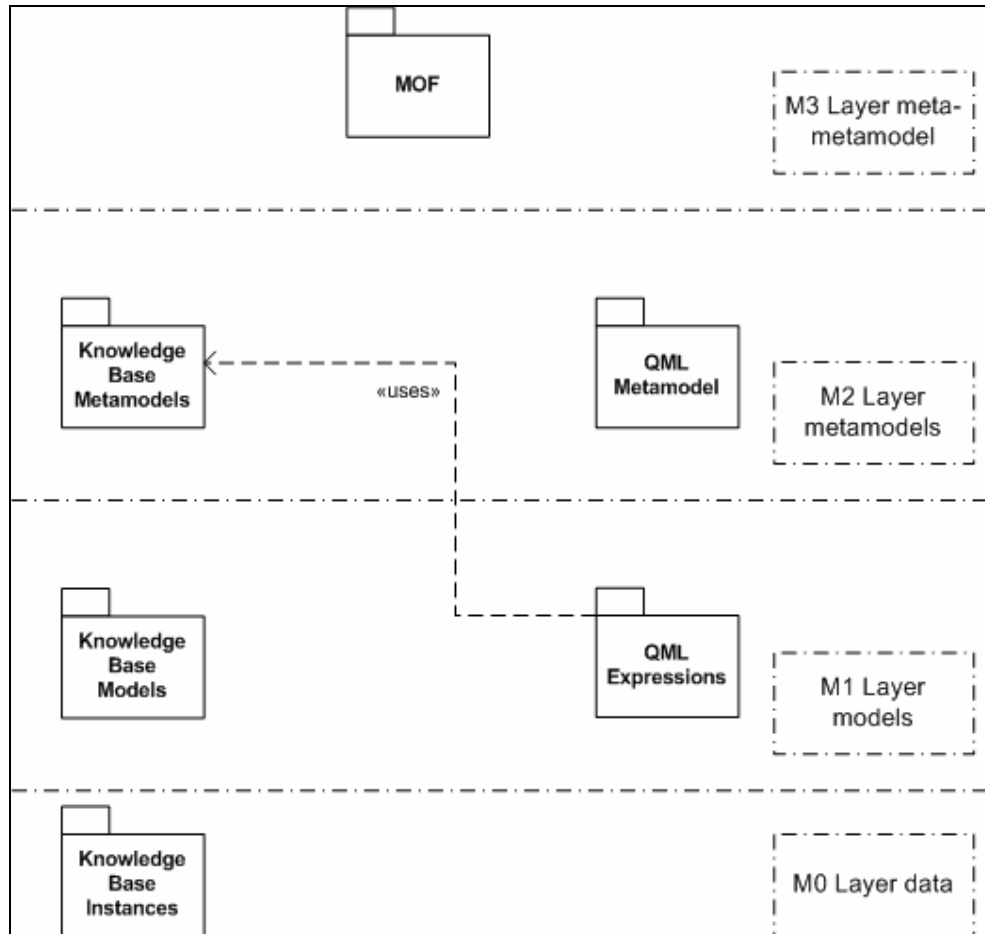 MOF
M3 Layer meta-
metamodel
Knowledge
Base
Metamodels
«uses»
QML
Metamodel
M2 Layer
metamodels
Knowledge
Base
Models
QML
Expressions
M1 Layer
models
Knowledge
Base
Instances
M0 Layer data